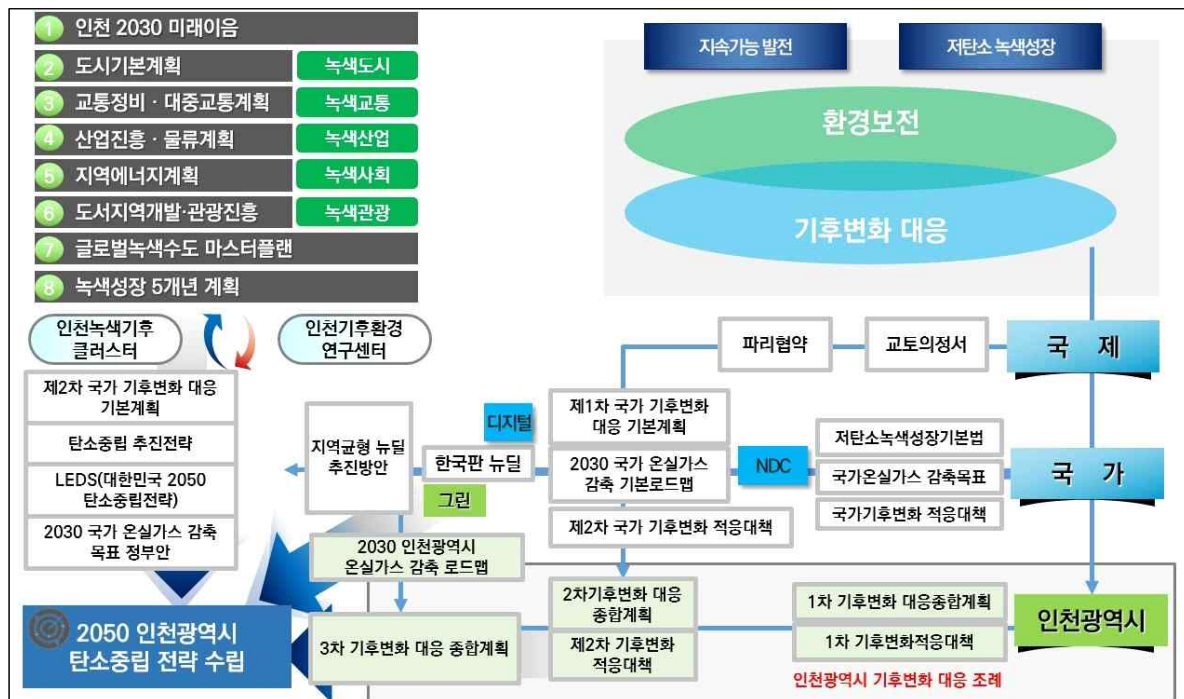 1 인천 2030 미래이음
2 도시기본계획 녹색도시
3 교통정비 · 대중교통계획 녹색교통
4 산업진흥 · 물류계획 녹색산업
5 지역에너지계획 녹색사회
6 도서지역개발·관광진흥 녹색관광
7 글로벌녹색수도 마스터플랜
8 녹색성장 5개년 계획
지속가능 발전
저탄소 녹색성장
환경보전
기후변화 대응
인천녹색기후
클러스터
인천기후환경
연구센터
제2차 국가 기후변화 대응
기본계획
탄소중립 추진전략
LEDS(대한민국 2050
탄소중립전략)
2030 국가 온실가스 감축
목표 정부안
지역균형 뉴딜
추진방안
디지털
한국판 뉴딜
그린
파리협약
교토의정서
국 제
제1차 국가 기후변화
대응 기본계획
2030 국가 온실가스
감축 기본로드맵
제2차 국가 기후변화 적응대책
NDC
저탄소녹색성장기본법
국가온실가스 감축목표
국가기후변화 적응대책
국 가
2030 인천광역시
온실가스 감축 로드맵
2050 인천광역시
탄소중립 전략 수립
3차 기후변화 대응 종합계획
2차기후변화 대응
종합계획
제2차 기후변화
적응대책
1차 기후변화 대응종합계획
1차 기후변화적응대책
인천광역시 기후변화 대응 조례
인천광역시